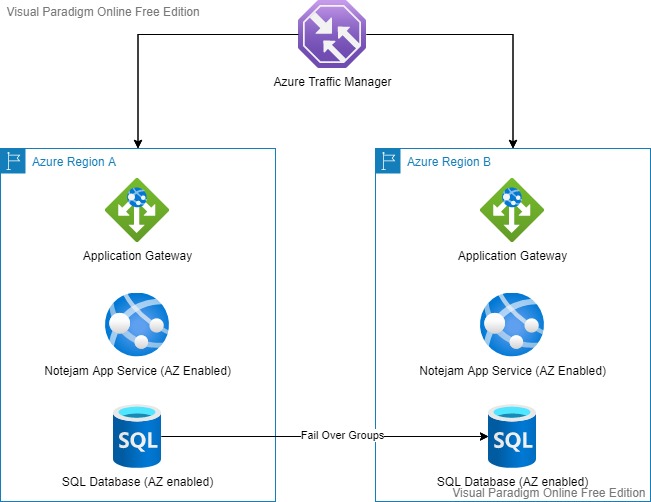 Visual Paradigm Online Free Edition
Azure Traffic Manager
Azure Region A
Azure Region B
Application Gateway
Application Gateway
Notejam App Service (AZ Enabled)
Notejam App Service (AZ Enabled)
SQL
Fail Over Groups
SQL
SQL Database (AZ enabled)
SQL Database (AZ enabled)
Visual Paradigm Online Free Edition